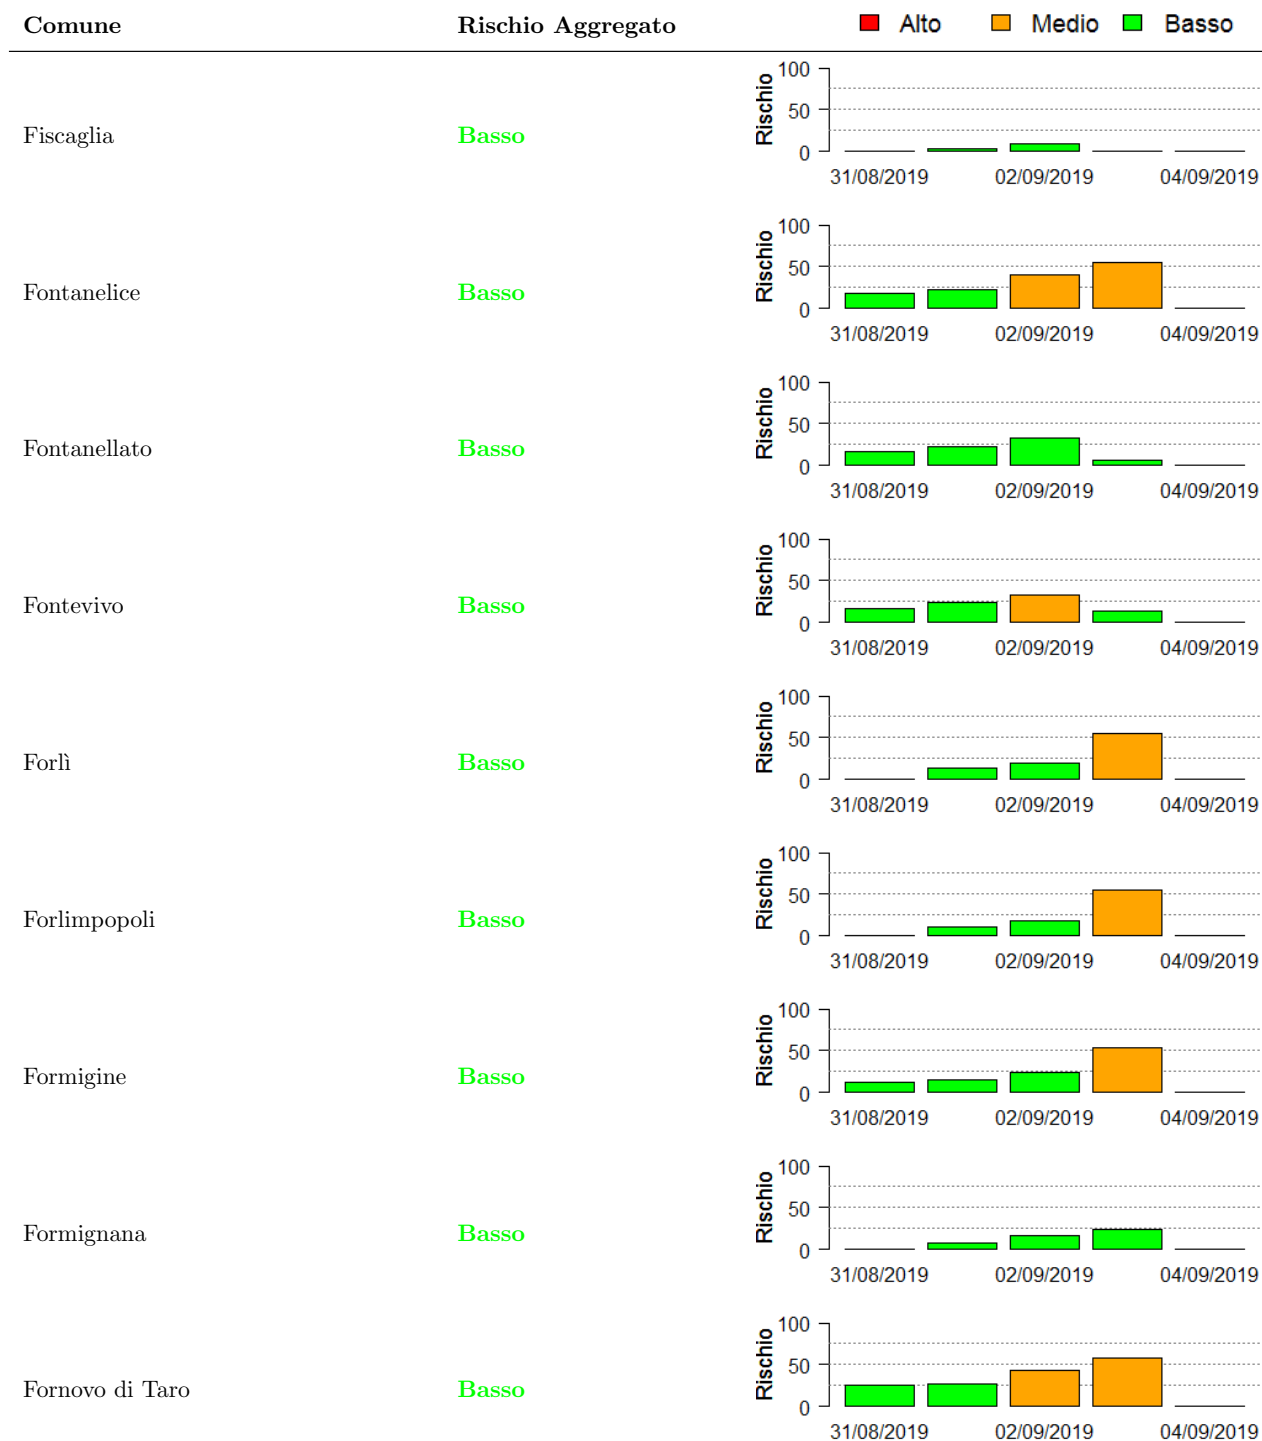 Comune Rischio Aggregato Alto Medio Basso
Fiscaglia Basso Rischio 100 50 0
31/08/2019 02/09/2019 04/09/2019
Fontanelice Basso Rischio 100 50 0
31/08/2019 02/09/2019 04/09/2019
Fontanellato Basso Rischio 100 50 0
31/08/2019 02/09/2019 04/09/2019
Fontevivo Basso Rischio 100 50 0
31/08/2019 02/09/2019 04/09/2019
Forlì Basso Rischio 100 50 0
31/08/2019 02/09/2019 04/09/2019
Forlimpopoli Basso Rischio 100 50 0
31/08/2019 02/09/2019 04/09/2019
Formigine Basso Rischio 100 50 0
31/08/2019 02/09/2019 04/09/2019
Formignana Basso Rischio 100 50 0
31/08/2019 02/09/2019 04/09/2019
Fornovo di Taro Basso Rischio 100 50 0
31/08/2019 02/09/2019 04/09/2019